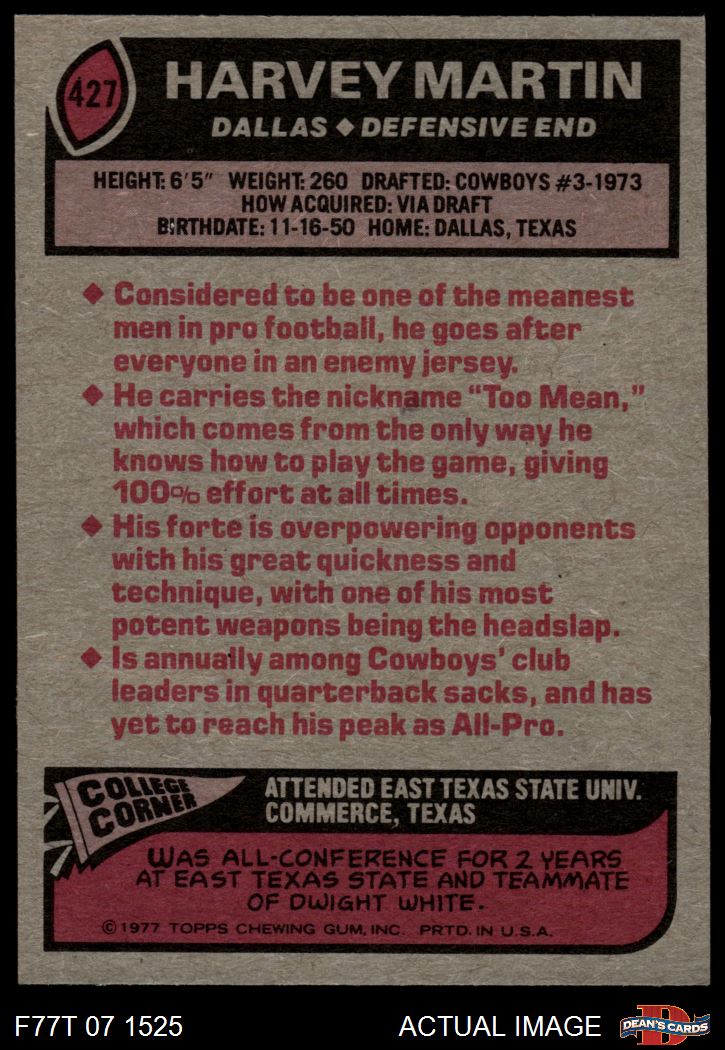 427
HARVEY MARTIN
DALLAS ◆ DEFENSIVE END
HEIGHT: 6'5" WEIGHT: 260 DRAFTED: COWBOYS #3-1973
HOW ACQUIRED: VIA DRAFT
BIRTHDATE: 11-16-50 HOME: DALLAS, TEXAS
◆ Considered to be one of the meanest
men in pro football, he goes after
everyone in an enemy jersey.
◆ He carries the nickname "Too Mean,"
which comes from the only way he
knows how to play the game, giving
100% effort at all times.
◆ His forte is overpowering opponents
with his great quickness and
technique, with one of his most
potent weapons being the headslap.
◆ Is annually among Cowboys' club
leaders in quarterback sacks, and has
yet to reach his peak as All-Pro.
COLLEGE
CORNER
ATTENDED EAST TEXAS STATE UNIV.
COMMERCE, TEXAS
WAS ALL-CONFERENCE FOR 2 YEARS
AT EAST TEXAS STATE AND TEAMMATE
OF DWIGHT WHITE.
©1977 TOPPS CHEWING GUM, INC. PRTD. IN U.S.A.
F77T 07 1525
ACTUAL IMAGE
D
DEAN'S CARDS